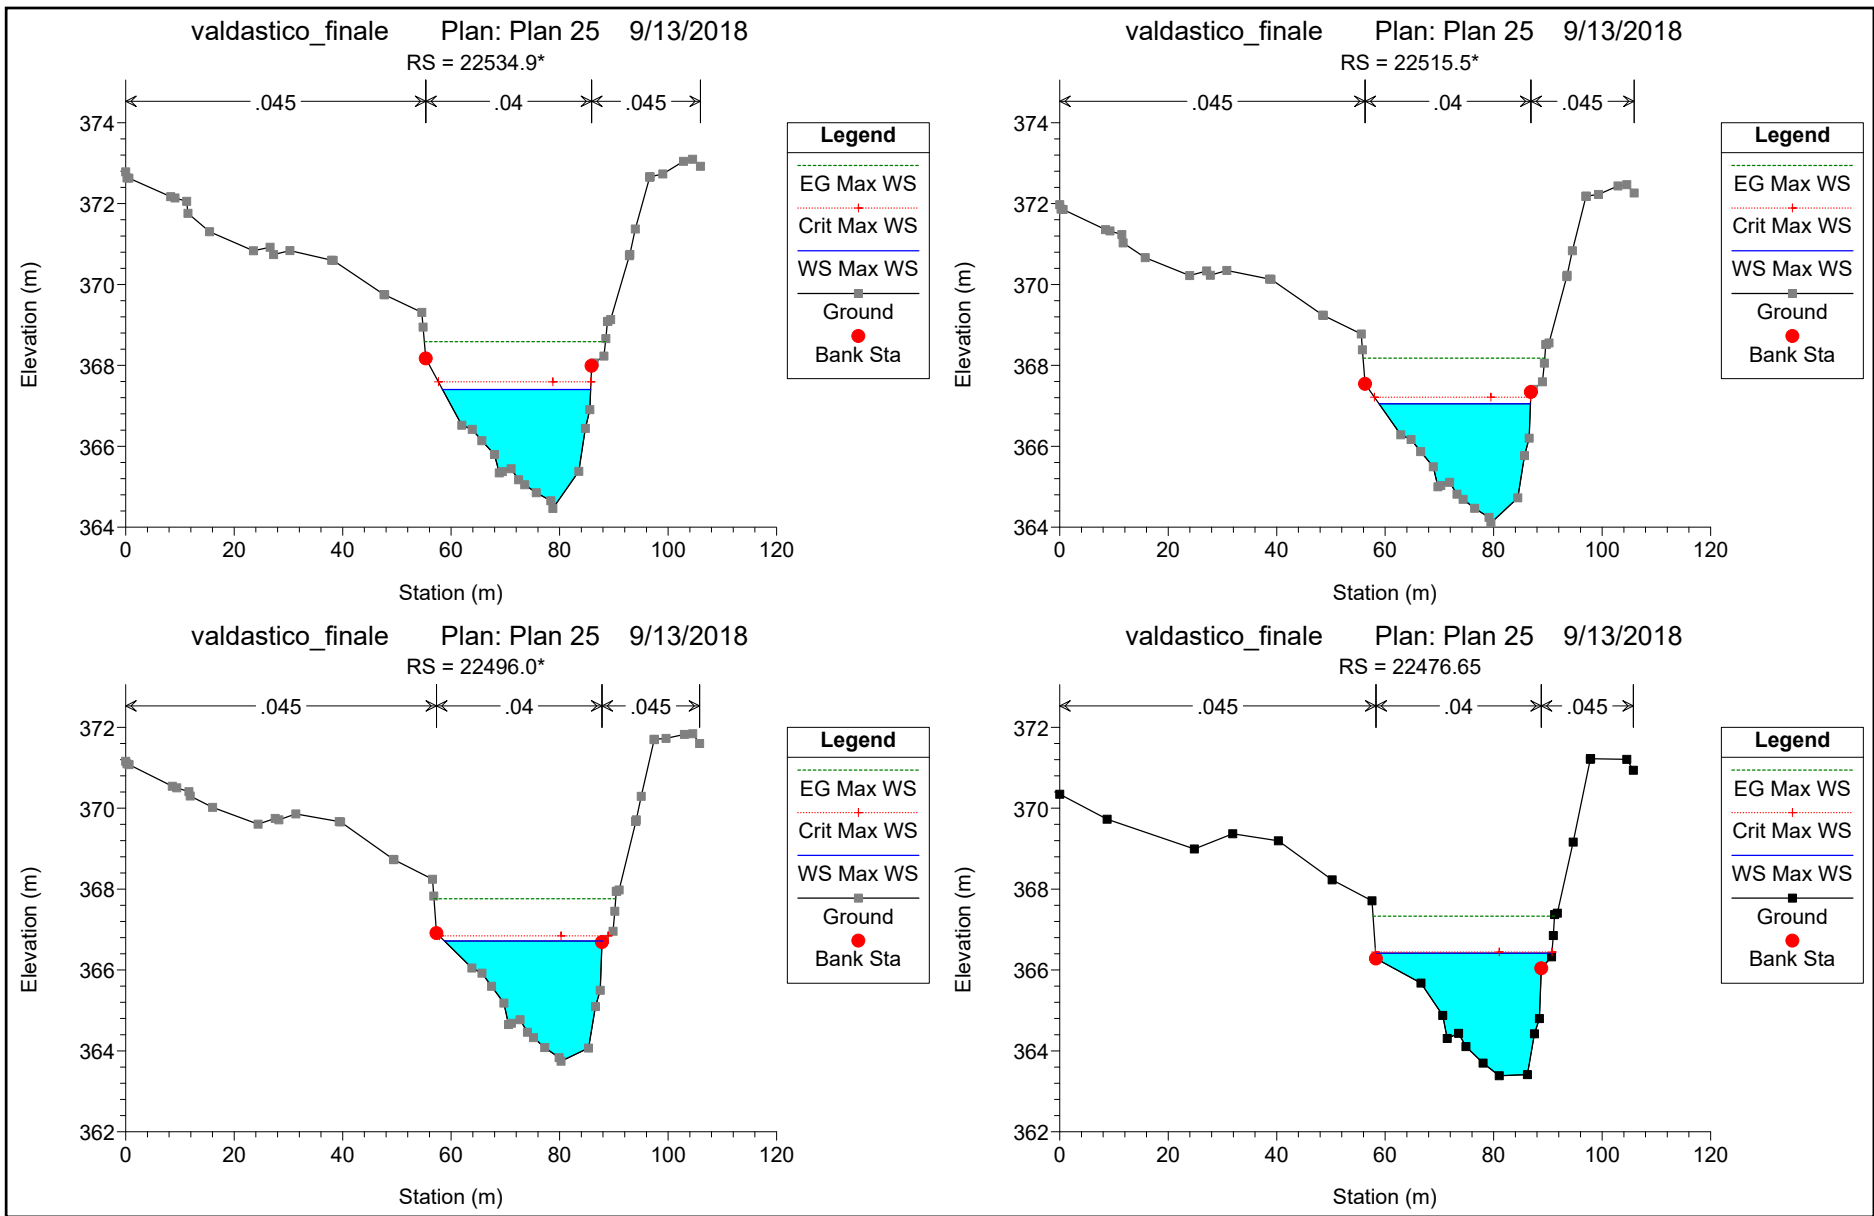 valdastico_finale Plan: Plan 25 9/13/2018
RS = 22534.9*
.045 .04 .045
374
372
370
368
366
364
0 20 40 60 80 100 120
Station (m)
Elevation (m)
Legend
EG Max WS
Crit Max WS
WS Max WS
Ground
Bank Sta
valdastico_finale Plan: Plan 25 9/13/2018
RS = 22515.5*
.045 .04 .045
374
372
370
368
366
364
0 20 40 60 80 100 120
Station (m)
Elevation (m)
Legend
EG Max WS
Crit Max WS
WS Max WS
Ground
Bank Sta
valdastico_finale Plan: Plan 25 9/13/2018
RS = 22496.0*
.045 .04 .045
372
370
368
366
364
362
0 20 40 60 80 100 120
Station (m)
Elevation (m)
Legend
EG Max WS
Crit Max WS
WS Max WS
Ground
Bank Sta
valdastico_finale Plan: Plan 25 9/13/2018
RS = 22476.65
.045 .04 .045
372
370
368
366
364
362
0 20 40 60 80 100 120
Station (m)
Elevation (m)
Legend
EG Max WS
Crit Max WS
WS Max WS
Ground
Bank Sta